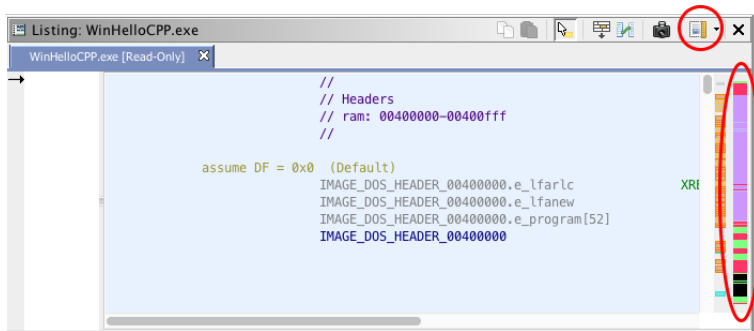 Listing: WinHelloCPP.exe
WinHelloCPP.exe [Read-Only]
//
// Headers
// ram: 00400000-00400fff
//
assume DF = 0x0 (Default)
IMAGE_DOS_HEADER_00400000.e_lfarlc XRE
IMAGE_DOS_HEADER_00400000.e_lfanew
IMAGE_DOS_HEADER_00400000.e_program[52]
IMAGE_DOS_HEADER_00400000